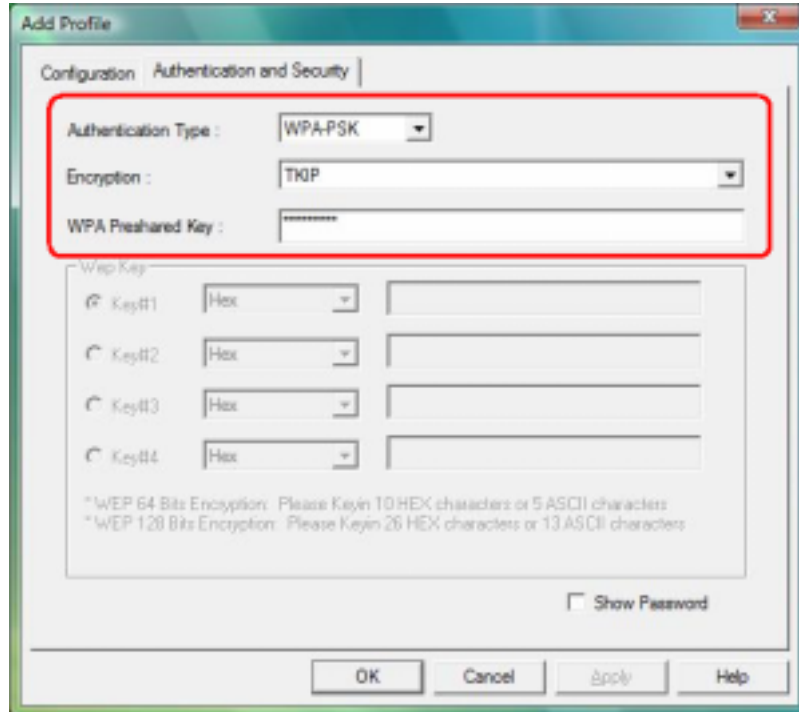 Add Profile
Configuration Authentication and Security
Authentication Type : WPA-PSK
Encryption : TKIP
WPA Preshared Key : **********
Wep Key
Key#1 Hex
Key#2 Hex
Key#3 Hex
Key#4 Hex
* WEP 64 Bits Encryption: Please Keyin 10 HEX characters or 5 ASCII characters
* WEP 128 Bits Encryption: Please Keyin 26 HEX characters or 13 ASCII characters
Show Password
OK Cancel Apply Help